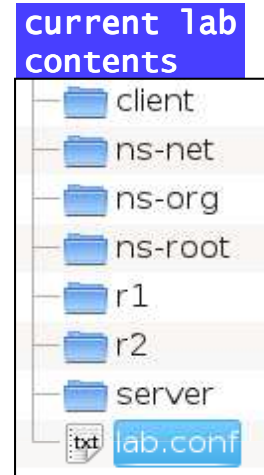 current lab
contents
client
ns-net
ns-org
ns-root
r1
r2
server
txt lab.conf